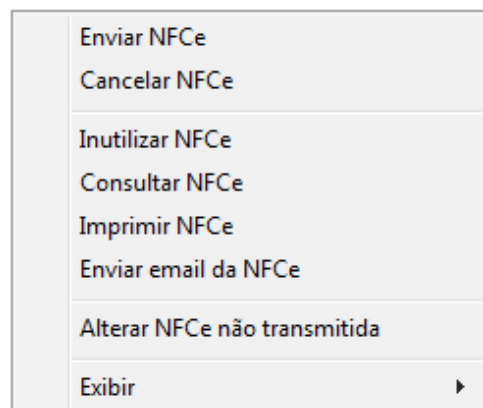 Enviar NFCe
Cancelar NFCe
Inutilizar NFCe
Consultar NFCe
Imprimir NFCe
Enviar email da NFCe
Alterar NFCe não transmitida
Exibir